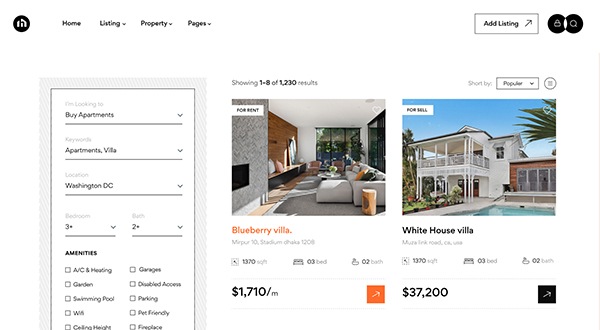 Home Listing Property Pages Add Listing
I'm Looking to
Buy Apartments
Keywords
Apartments, Villa
Location
Washington DC
Bedroom Bath
3+ 2+
AMENITIES
A/C & Heating Garages
Garden Disabled Access
Swimming Pool Parking
Wifi Pet Friendly
Ceiling Height Fireplace
Showing 1–8 of 1,230 results
Short by: Populer
FOR RENT
Blueberry villa.
Mirpur 10, Stadium dhaka 1208
1370 sqft 03 bed 02 bath
$1,710/m
FOR SELL
White House villa
Muza link road, ca, usa
1370 sqft 03 bed 02 bath
$37,200